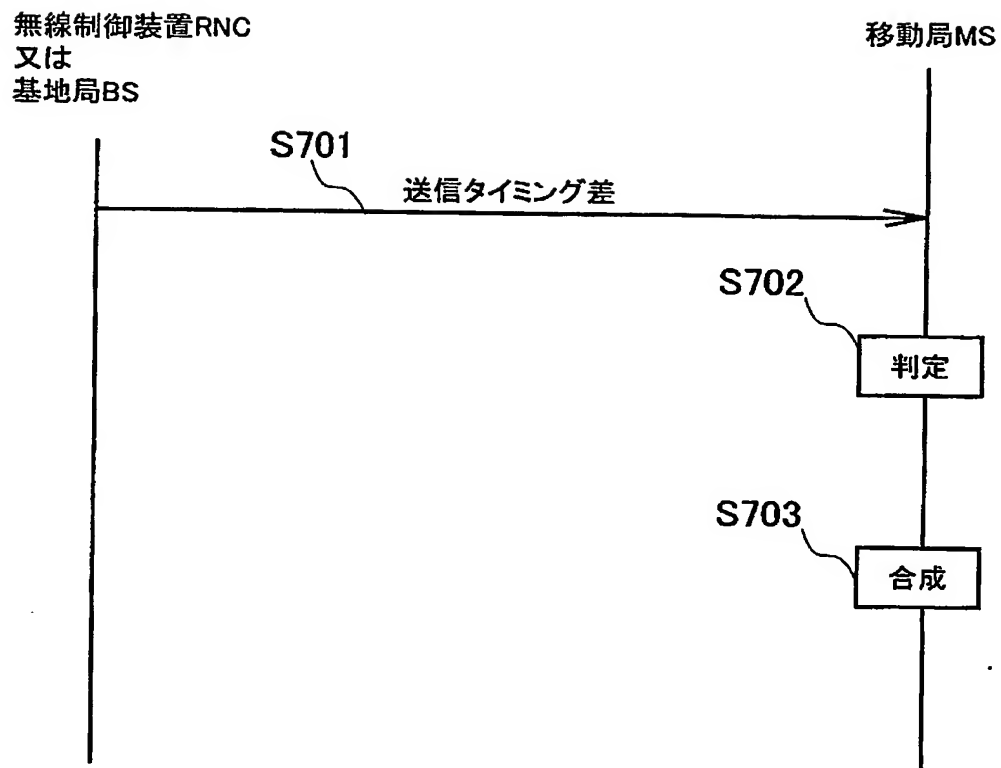 無線制御装置RNC
又は
基地局BS
移動局MS
S701
送信タイミング差
S702
判定
S703
合成